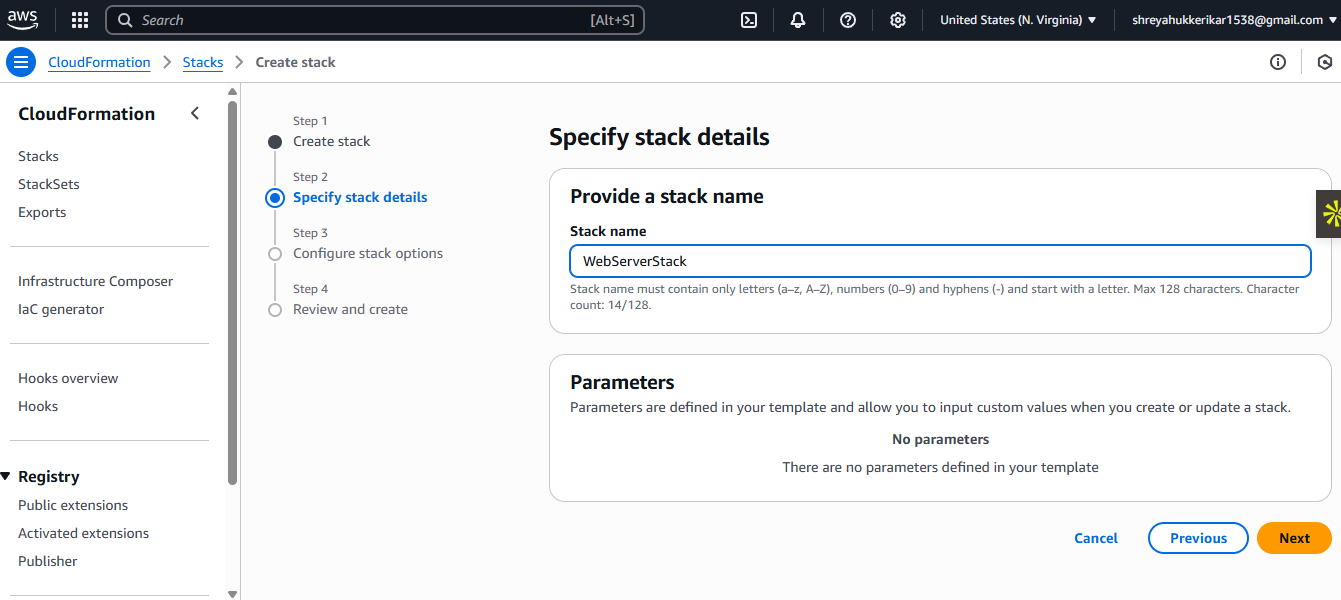 aws
Search [Alt+S]
United States (N. Virginia)
shreyahukkerikar1538@gmail.com
CloudFormation > Stacks > Create stack
CloudFormation
Stacks
StackSets
Exports
Infrastructure Composer
IaC generator
Hooks overview
Hooks
Registry
Public extensions
Activated extensions
Publisher
Step 1
Create stack
Step 2
Specify stack details
Step 3
Configure stack options
Step 4
Review and create
Specify stack details
Provide a stack name
Stack name
WebServerStack
Stack name must contain only letters (a–z, A–Z), numbers (0–9) and hyphens (-) and start with a letter. Max 128 characters. Character
count: 14/128.
Parameters
Parameters are defined in your template and allow you to input custom values when you create or update a stack.
No parameters
There are no parameters defined in your template
Cancel
Previous
Next